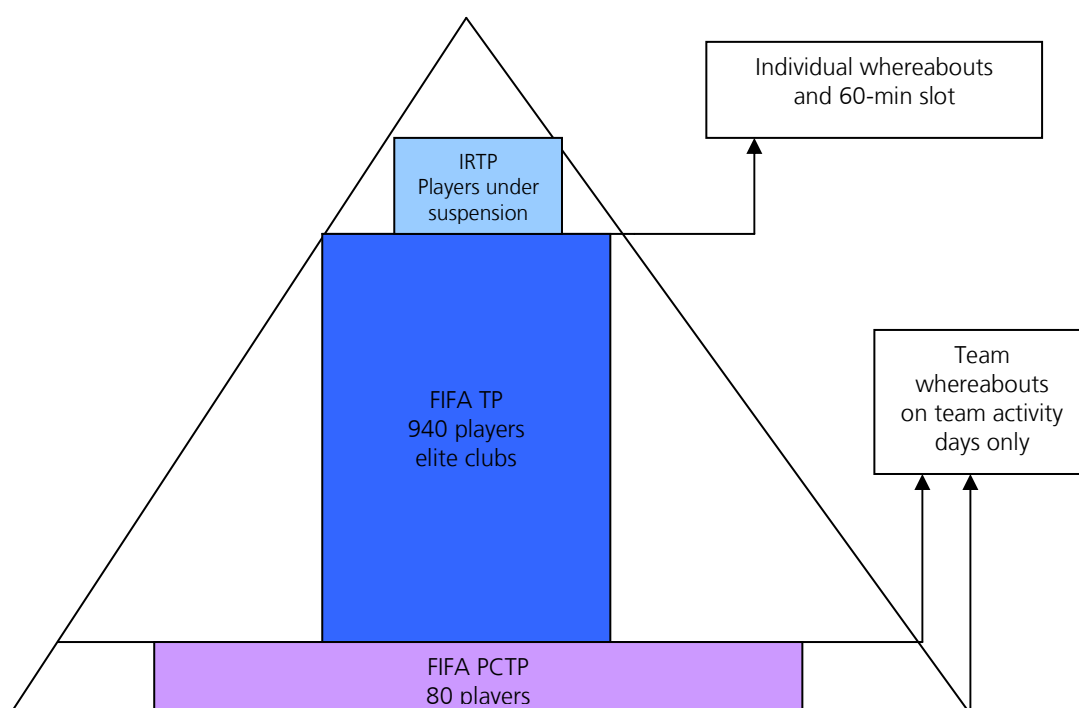 Individual whereabouts
and 60-min slot
IRTP
Players under
suspension
Team
whereabouts
on team activity
days only
FIFA TP
940 players
elite clubs
FIFA PCTP
80 players